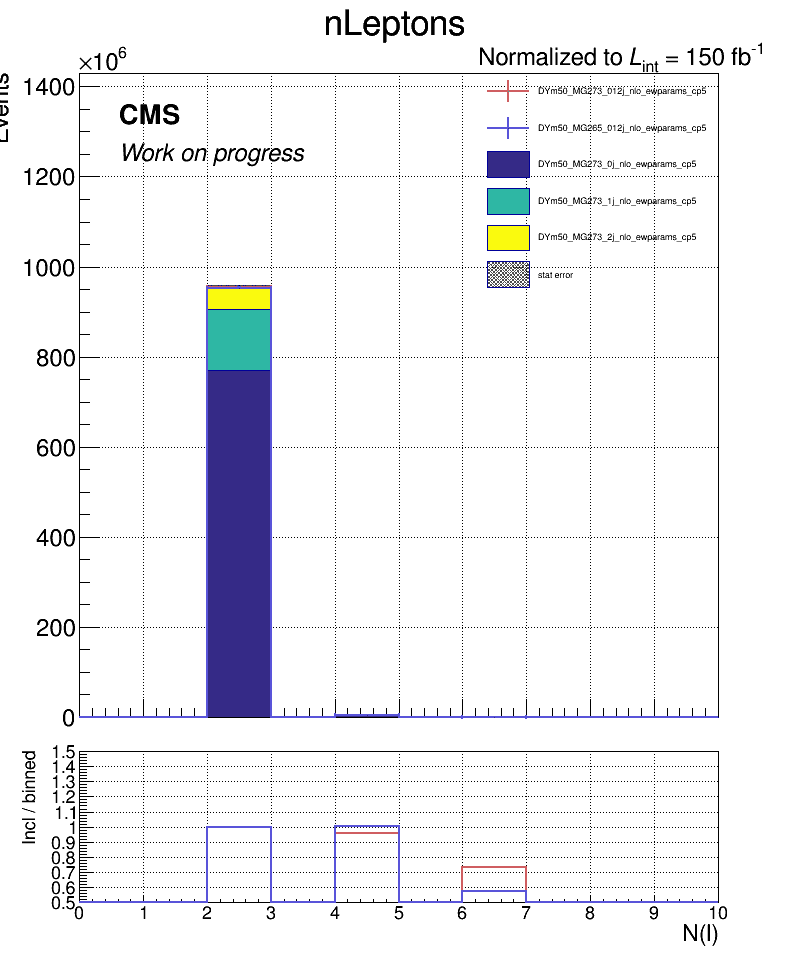 nLeptons
×10⁶
Normalized to Lint = 150 fb⁻¹
Events
CMS
Work on progress
DYm50_MG273_012j_nlo_ewparams_cp5
DYm50_MG265_012j_nlo_ewparams_cp5
DYm50_MG273_0j_nlo_ewparams_cp5
DYm50_MG273_1j_nlo_ewparams_cp5
DYm50_MG273_2j_nlo_ewparams_cp5
stat error
1400
1200
1000
800
600
400
200
0
Incl / binned
1.5
1.4
1.3
1.2
1.1
1
0.9
0.8
0.7
0.6
0.5
0 1 2 3 4 5 6 7 8 9 10
N(l)